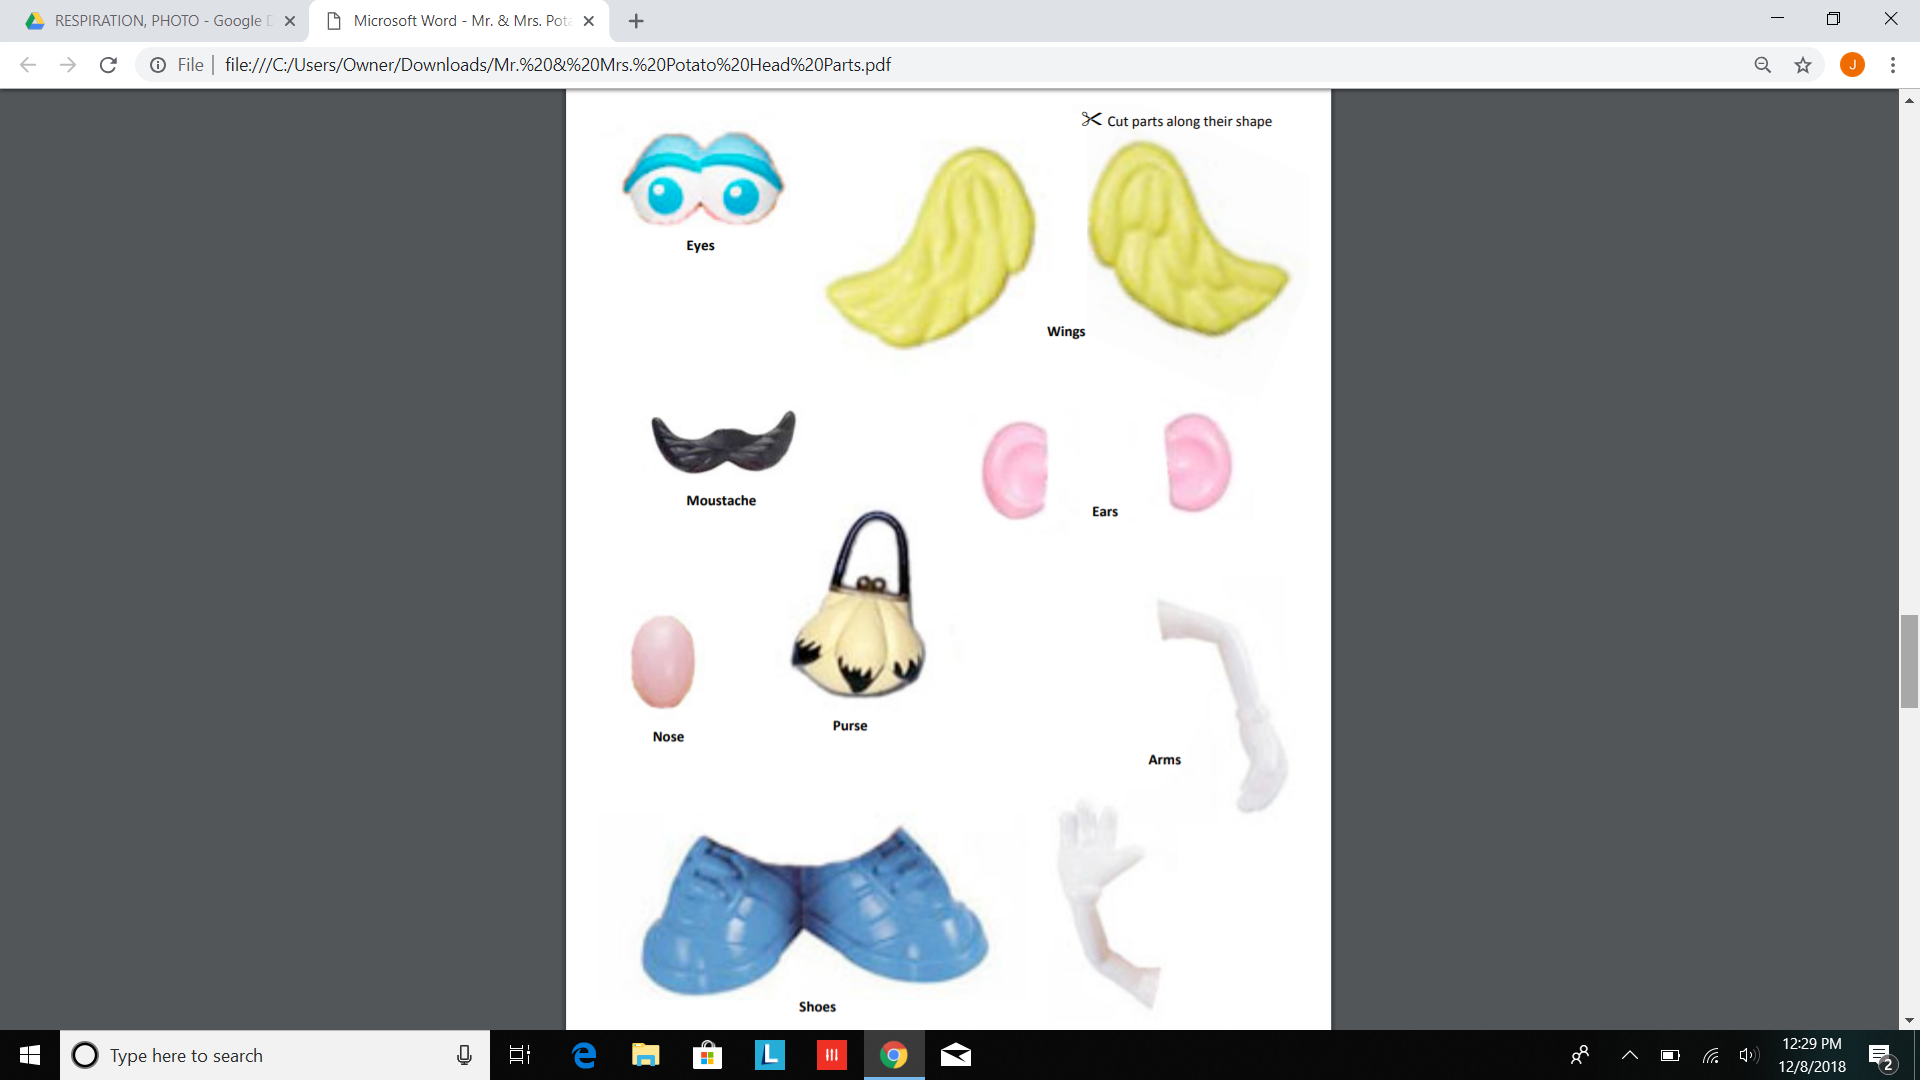 RESPIRATION, PHOTO - Google D
Microsoft Word - Mr. & Mrs. Pota
File
file:///C:/Users/Owner/Downloads/Mr.%20&%20Mrs.%20Potato%20Head%20Parts.pdf
J
Cut parts along their shape
Eyes
Wings
Moustache
Ears
Nose
Purse
Arms
Shoes
Type here to search
L
12:29 PM
12/8/2018
2